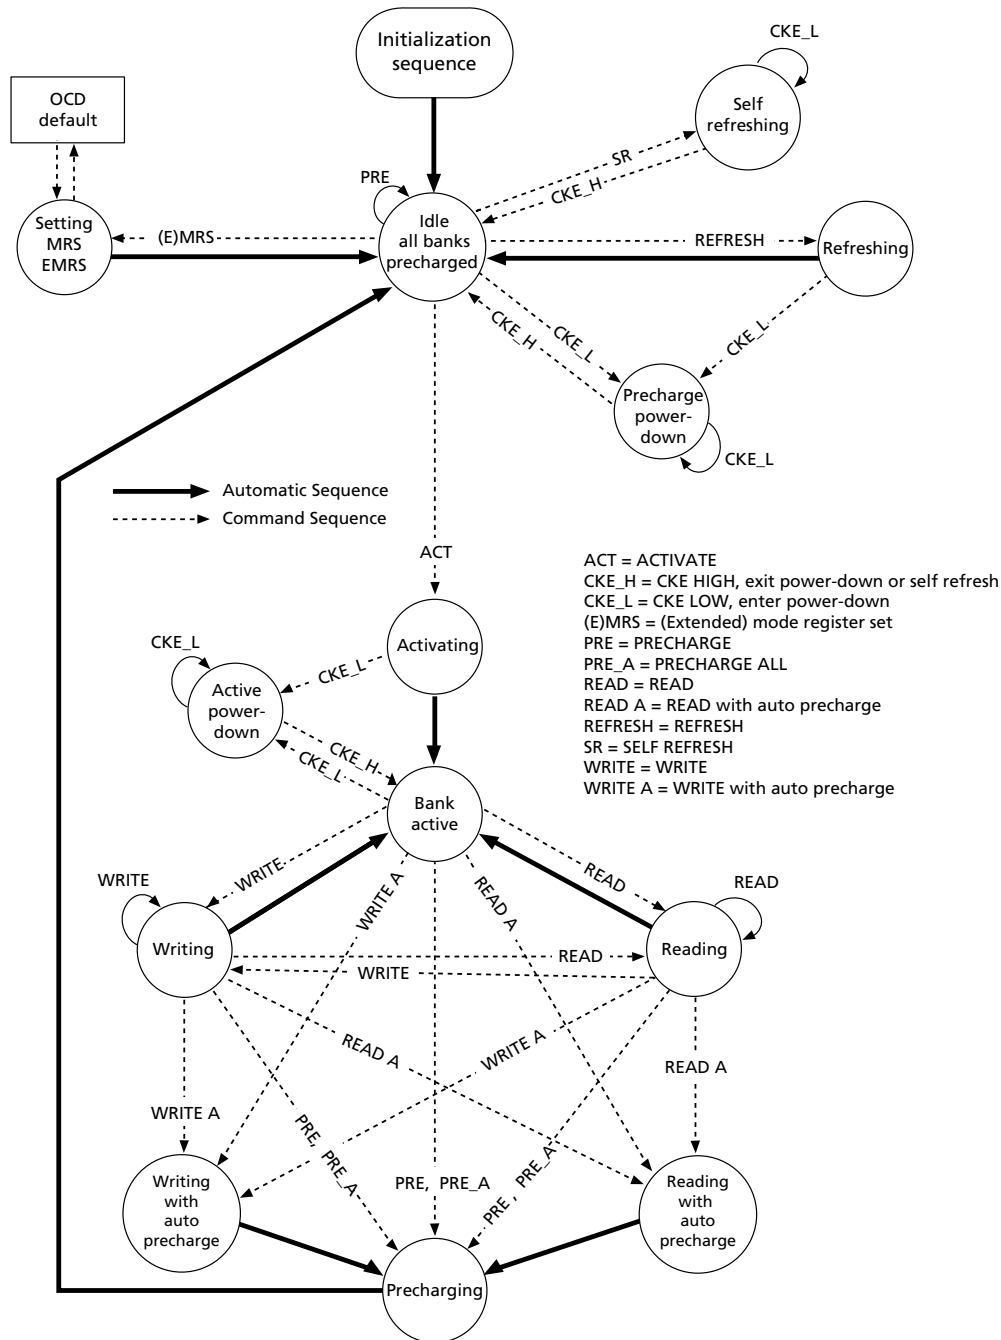 Initialization
sequence
CKE_L
Self
refreshing
OCD
default
SR
CKE_H
PRE
Idle
all banks
precharged
Setting
MRS
EMRS
(E)MRS
REFRESH
Refreshing
CKE_L
CKE_H
CKE_L
Precharge
power-
down
CKE_L
Automatic Sequence
Command Sequence
ACT
ACT = ACTIVATE
CKE_H = CKE HIGH, exit power-down or self refresh
CKE_L = CKE LOW, enter power-down
(E)MRS = (Extended) mode register set
PRE = PRECHARGE
PRE_A = PRECHARGE ALL
READ = READ
READ A = READ with auto precharge
REFRESH = REFRESH
SR = SELF REFRESH
WRITE = WRITE
WRITE A = WRITE with auto precharge
Activating
CKE_L
CKE_L
Active
power-
down
CKE_H
CKE_L
Bank
active
WRITE
WRITE
WRITE A
READ A
READ
READ
Writing
READ
WRITE
Reading
READ A
WRITE A
READ A
WRITE A
PRE, PRE_A
PRE, PRE_A
PRE, PRE_A
Writing
with
auto
precharge
Reading
with
auto
precharge
Precharging